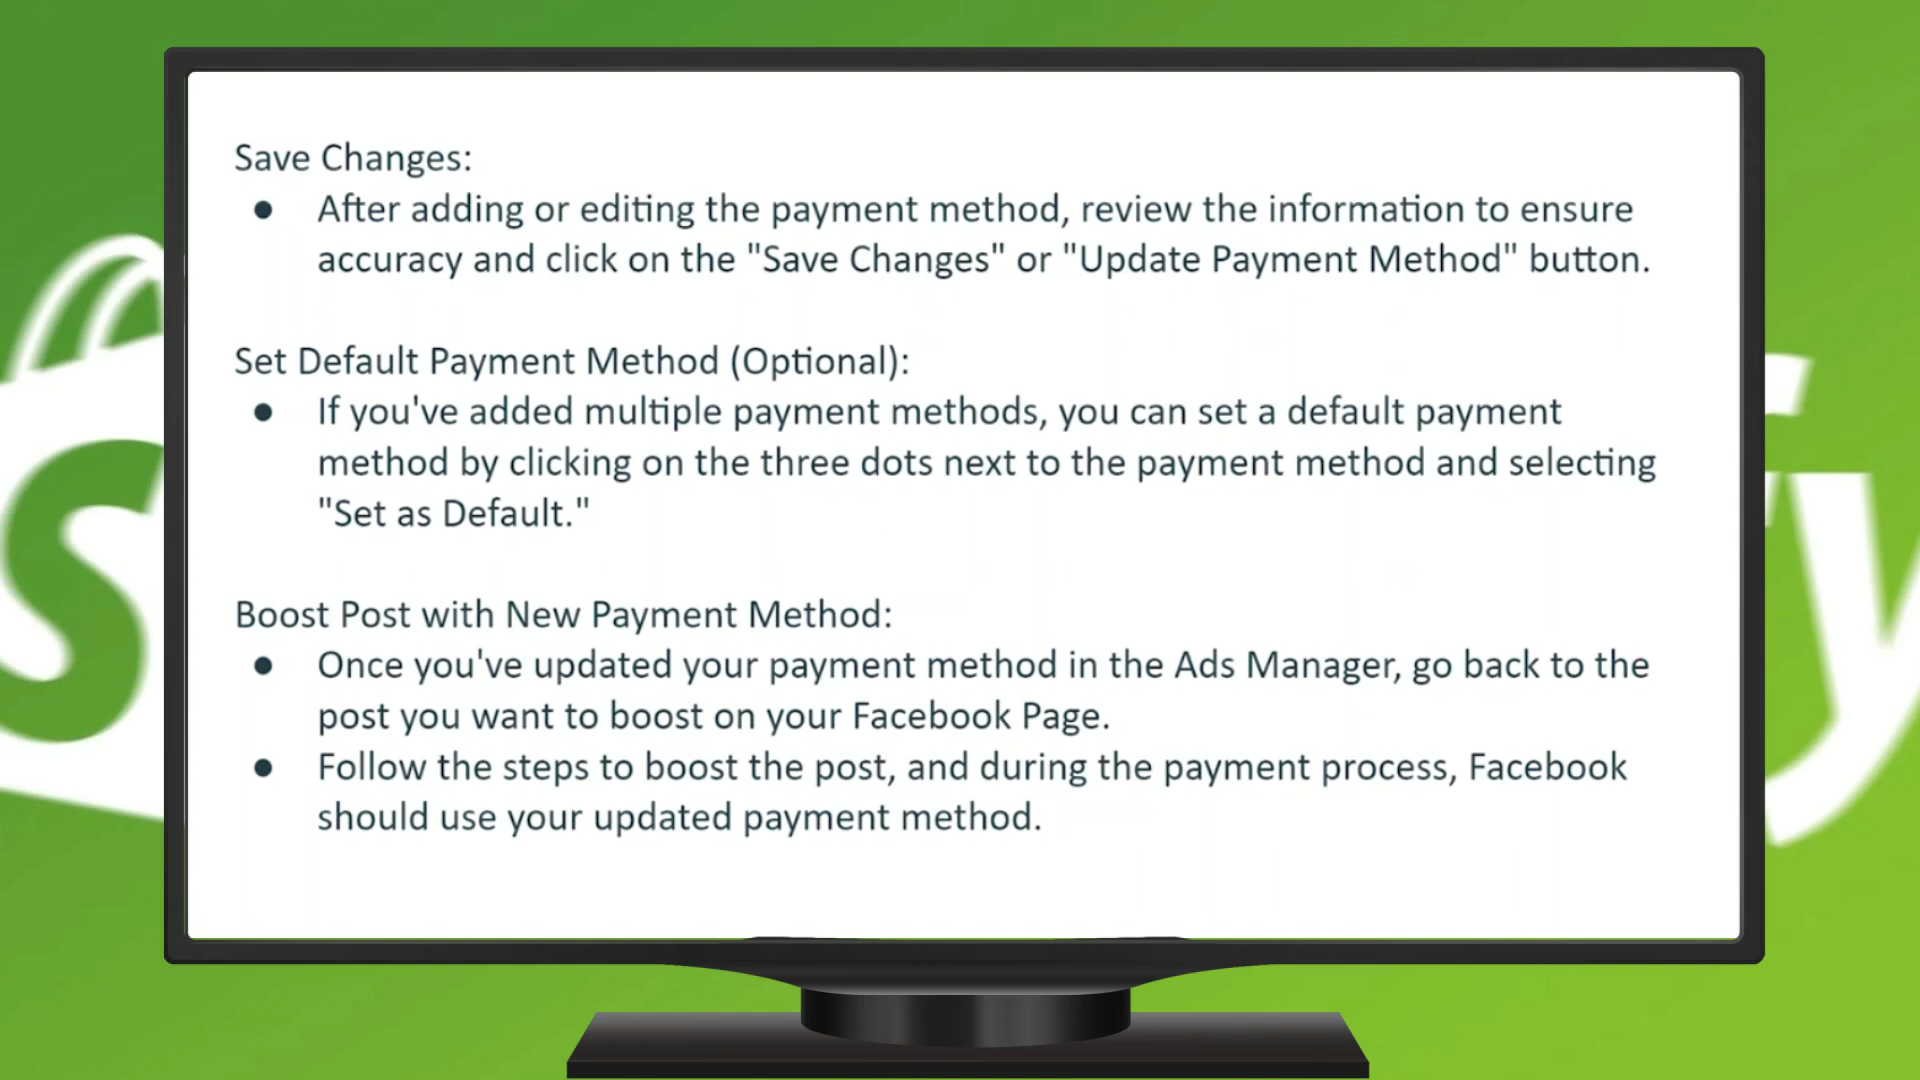 Save Changes:
● After adding or editing the payment method, review the information to ensure
accuracy and click on the "Save Changes" or "Update Payment Method" button.
Set Default Payment Method (Optional):
● If you've added multiple payment methods, you can set a default payment
method by clicking on the three dots next to the payment method and selecting
"Set as Default."
Boost Post with New Payment Method:
● Once you've updated your payment method in the Ads Manager, go back to the
post you want to boost on your Facebook Page.
● Follow the steps to boost the post, and during the payment process, Facebook
should use your updated payment method.